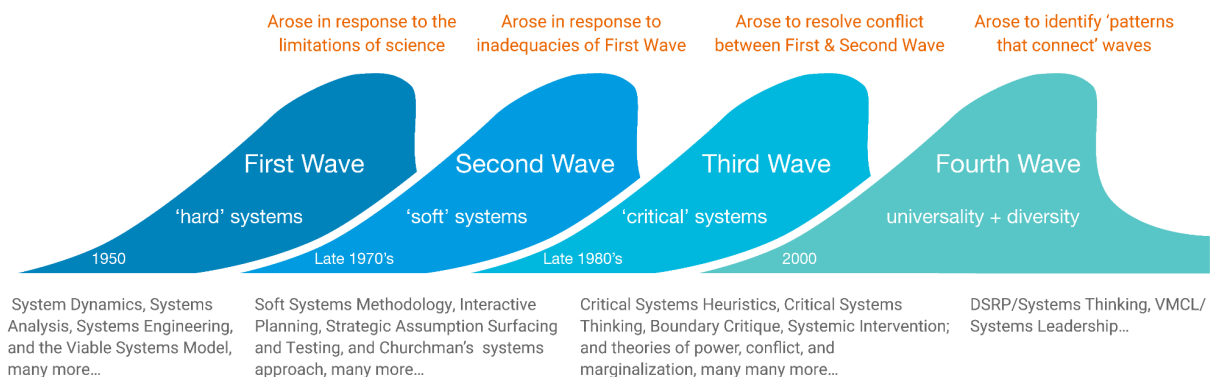 Arose in response to the
limitations of science
Arose in response to
inadequacies of First Wave
Arose to resolve conflict
between First & Second Wave
Arose to identify ‘patterns
that connect’ waves
First Wave
‘hard’ systems
1950
Second Wave
‘soft’ systems
Late 1970’s
Third Wave
‘critical’ systems
Late 1980’s
Fourth Wave
universality + diversity
2000
System Dynamics, Systems
Analysis, Systems Engineering,
and the Viable Systems Model,
many more…
Soft Systems Methodology, Interactive
Planning, Strategic Assumption Surfacing
and Testing, and Churchman’s systems
approach, many more…
Critical Systems Heuristics, Critical Systems
Thinking, Boundary Critique, Systemic Intervention;
and theories of power, conflict, and
marginalization, many many more…
DSRP/Systems Thinking, VMCL/
Systems Leadership…